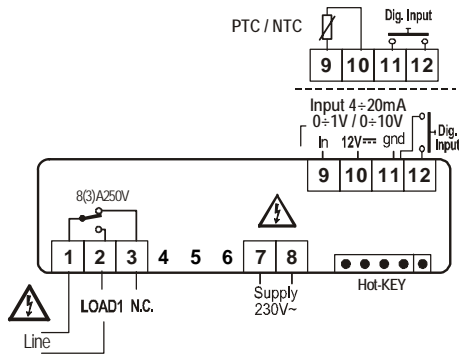 PTC / NTC
Dig. Input
9 10 11 12
Input 4÷20mA
0÷1V / 0÷10V
In 12V gnd
Dig.
Input
9 10 11 12
8(3)A250V
1 2 3 4 5 6 7 8
LOAD1 N.C.
Supply
230V~
Hot-KEY
Line